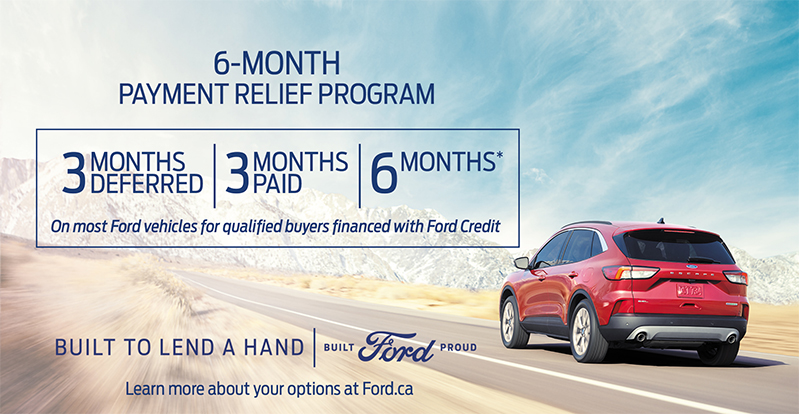 6-MONTH
PAYMENT RELIEF PROGRAM
3 MONTHS DEFERRED | 3 MONTHS PAID | 6 MONTHS*
On most Ford vehicles for qualified buyers financed with Ford Credit
ESCAPE
BUILT TO LEND A HAND | BUILT Ford PROUD
Learn more about your options at Ford.ca